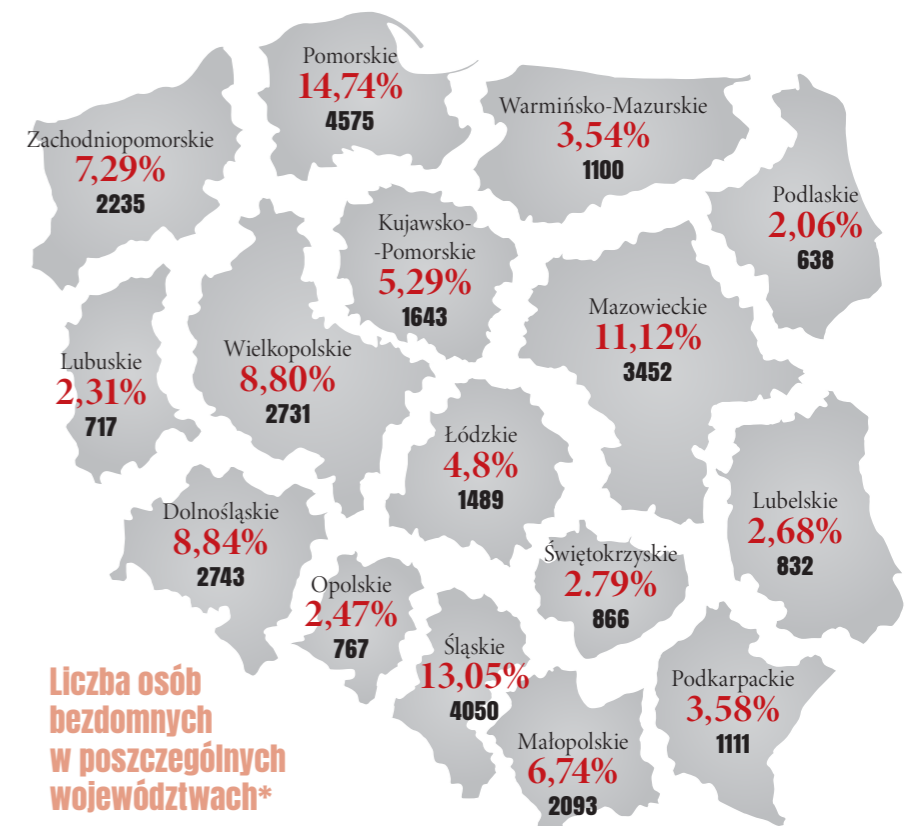 Pomorskie
14,74%
4575
Warmińsko-Mazurskie
3,54%
1100
Zachodniopomorskie
7,29%
2235
Podlaskie
2,06%
638
Kujawsko-
-Pomorskie
5,29%
1643
Mazowieckie
11,12%
3452
Lubuskie
2,31%
717
Wielkopolskie
8,80%
2731
Łódzkie
4,8%
1489
Lubelskie
2,68%
832
Dolnośląskie
8,84%
2743
Świętokrzyskie
2.79%
866
Opolskie
2,47%
767
Śląskie
13,05%
4050
Podkarpackie
3,58%
1111
Małopolskie
6,74%
2093
Liczba osób
bezdomnych
w poszczególnych
województwach*